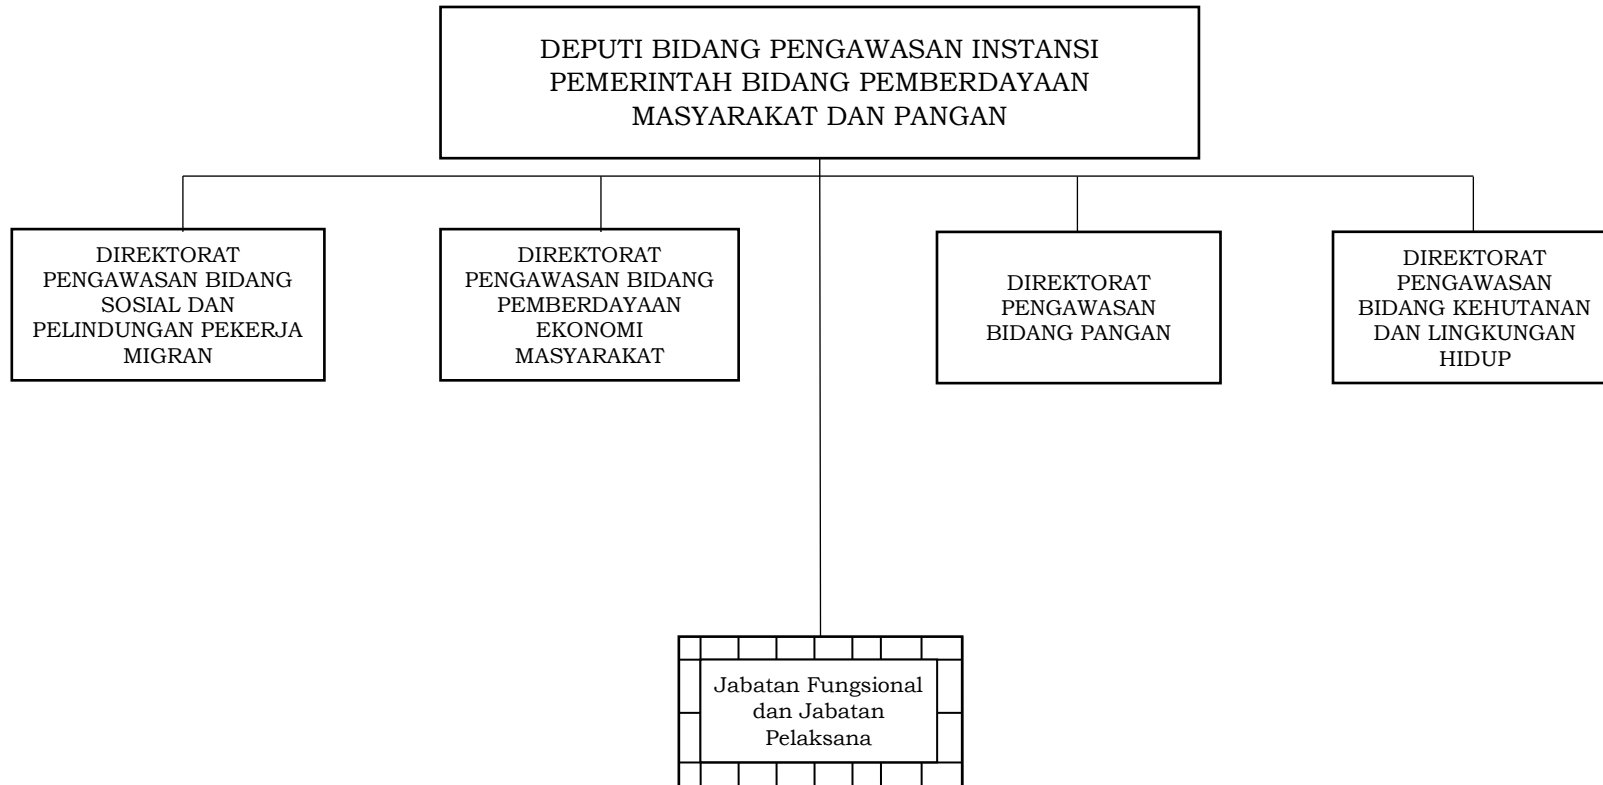 DEPUTI BIDANG PENGAWASAN INSTANSI
PEMERINTAH BIDANG PEMBERDAYAAN
MASYARAKAT DAN PANGAN
DIREKTORAT
PENGAWASAN BIDANG
SOSIAL DAN
PELINDUNGAN PEKERJA
MIGRAN
DIREKTORAT
PENGAWASAN BIDANG
PEMBERDAYAAN
EKONOMI
MASYARAKAT
DIREKTORAT
PENGAWASAN
BIDANG PANGAN
DIREKTORAT
PENGAWASAN
BIDANG KEHUTANAN
DAN LINGKUNGAN
HIDUP
Jabatan Fungsional
dan Jabatan
Pelaksana